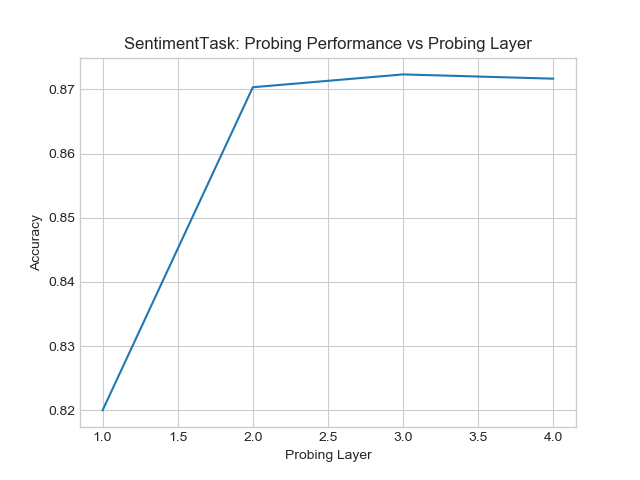 SentimentTask: Probing Performance vs Probing Layer
Accuracy
0.87
0.86
0.85
0.84
0.83
0.82
1.0 1.5 2.0 2.5 3.0 3.5 4.0
Probing Layer